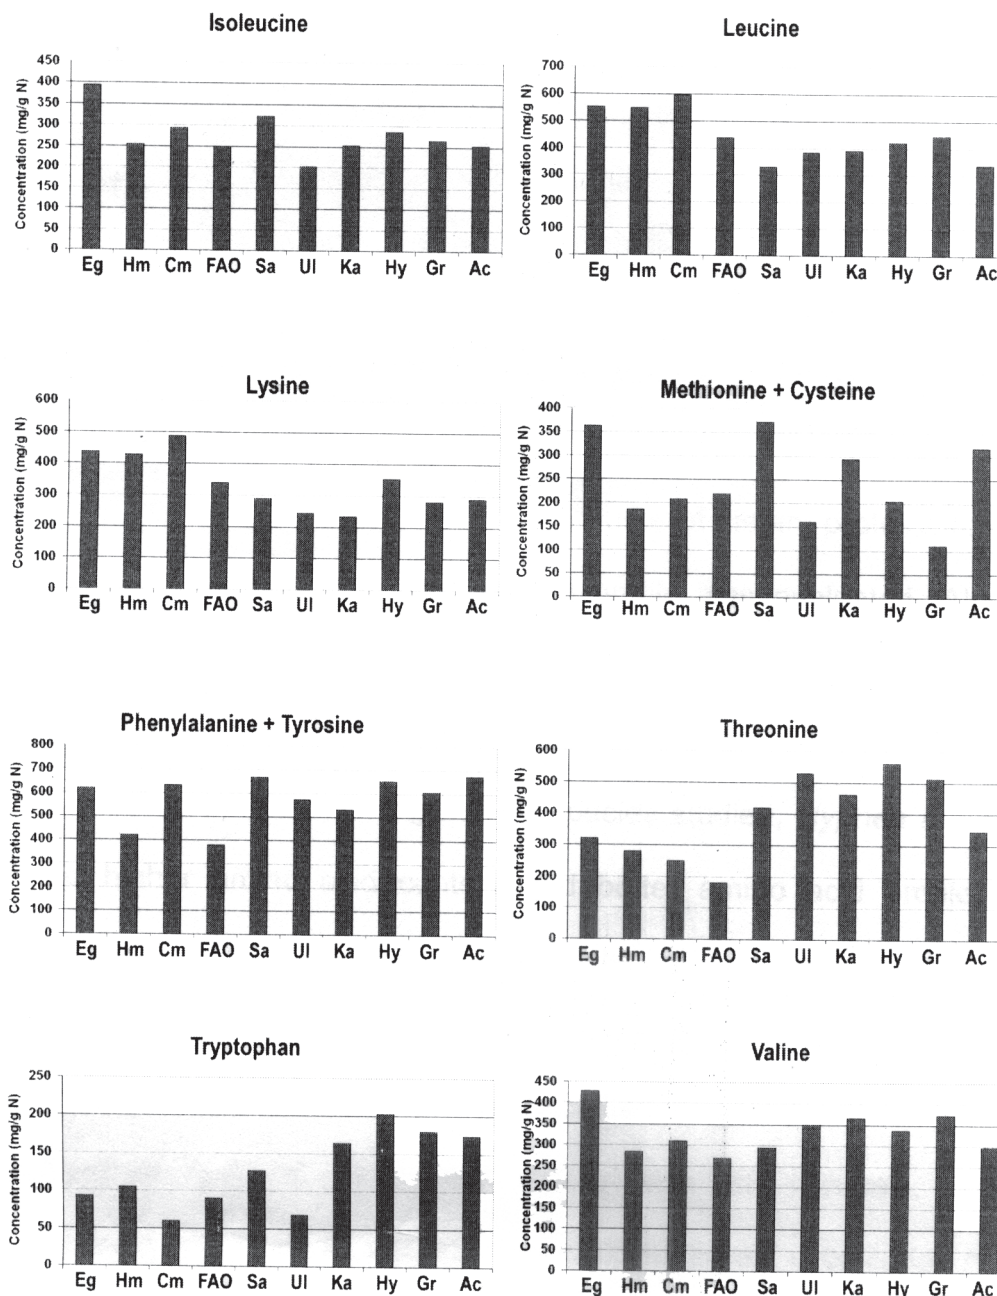 Isoleucine
Concentration (mg/g N)
450
400
350
300
250
200
150
100
50
0
Eg Hm Cm FAO Sa Ul Ka Hy Gr Ac
Leucine
Concentration (mg/g N)
700
600
500
400
300
200
100
0
Eg Hm Cm FAO Sa Ul Ka Hy Gr Ac
Lysine
Concentration (mg/g N)
600
500
400
300
200
100
0
Eg Hm Cm FAO Sa Ul Ka Hy Gr Ac
Methionine + Cysteine
Concentration (mg/g N)
400
350
300
250
200
150
100
50
0
Eg Hm Cm FAO Sa Ul Ka Hy Gr Ac
Phenylalanine + Tyrosine
Concentration (mg/g N)
800
700
600
500
400
300
200
100
0
Eg Hm Cm FAO Sa Ul Ka Hy Gr Ac
Threonine
Concentration (mg/g N)
600
500
400
300
200
100
0
Eg Hm Cm FAO Sa Ul Ka Hy Gr Ac
Tryptophan
Concentration (mg/g N)
250
200
150
100
50
0
Eg Hm Cm FAO Sa Ul Ka Hy Gr Ac
Valine
Concentration (mg/g N)
450
400
350
300
250
200
150
100
50
0
Eg Hm Cm FAO Sa Ul Ka Hy Gr Ac